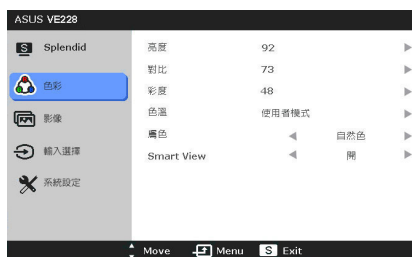 ASUS VE228
S Splendid
色彩
影像
輸入選擇
系統設定
亮度 92
對比 73
彩度 48
色溫 使用者模式
膚色 自然色
Smart View 開
Move Menu S Exit